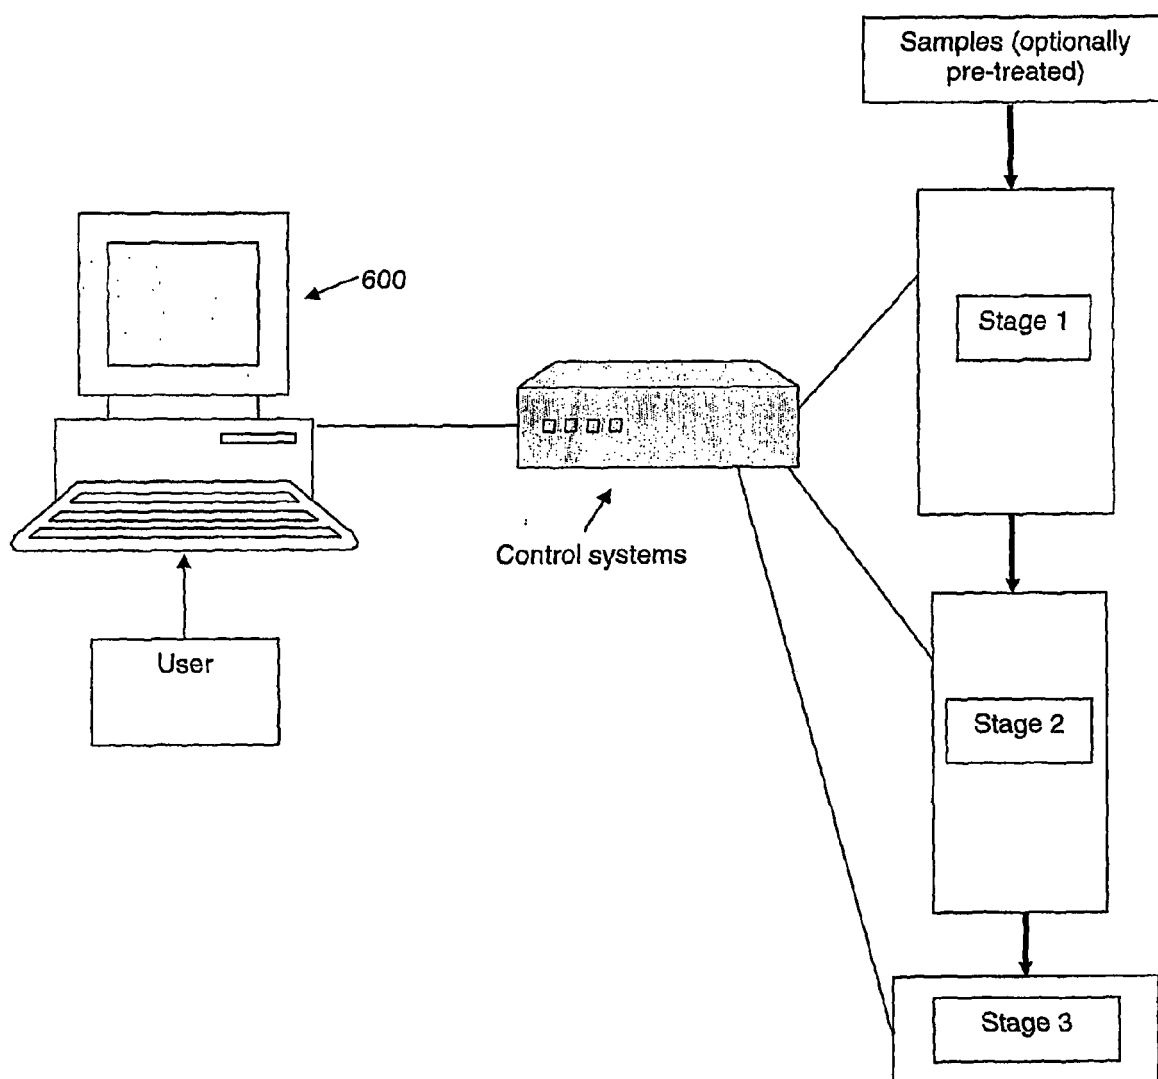 Samples (optionally
pre-treated)
600
Stage 1
Control systems
User
Stage 2
Stage 3